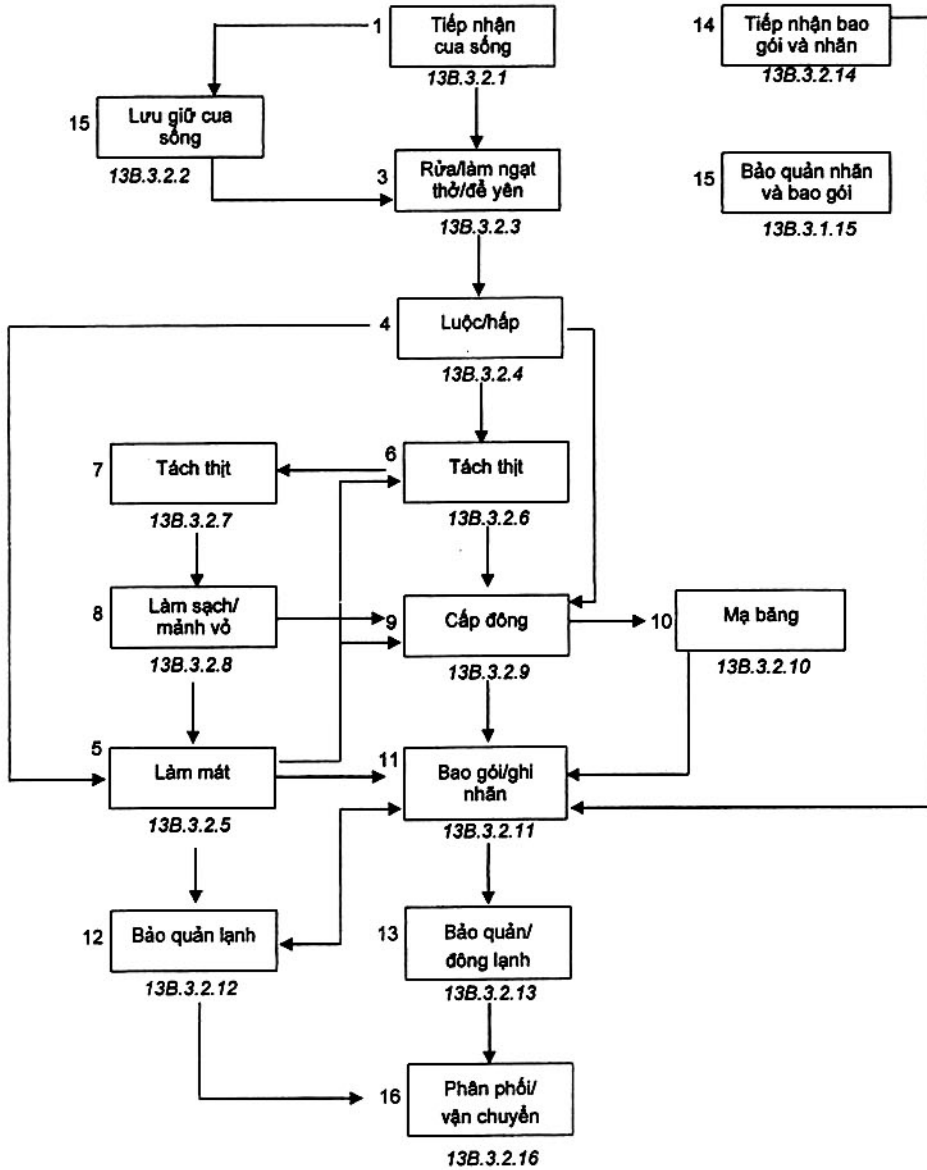 1
Tiếp nhận
cua sống
13B.3.2.1
14
Tiếp nhận bao
gói và nhãn
13B.3.2.14
15
Lưu giữ cua
sống
13B.3.2.2
3
Rửa/làm ngạt
thở/để yên
13B.3.2.3
15
Bảo quản nhãn
và bao gói
13B.3.1.15
4
Luộc/hấp
13B.3.2.4
7
Tách thịt
13B.3.2.7
6
Tách thịt
13B.3.2.6
8
Làm sạch/
mảnh vỏ
13B.3.2.8
9
Cấp đông
13B.3.2.9
10
Mạ băng
13B.3.2.10
5
Làm mát
13B.3.2.5
11
Bao gói/ghi
nhãn
13B.3.2.11
12
Bảo quản lạnh
13B.3.2.12
13
Bảo quản/
đông lạnh
13B.3.2.13
16
Phân phối/
vận chuyển
13B.3.2.16